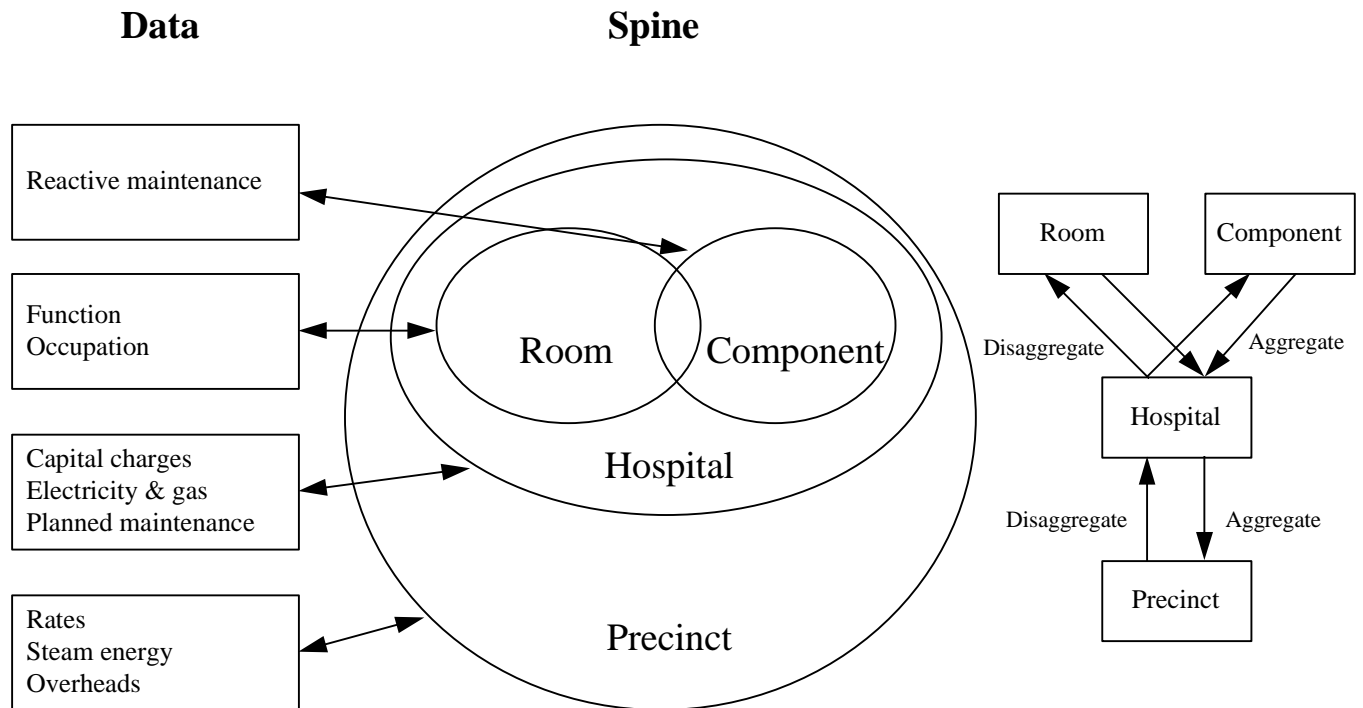 Data
Spine
Reactive maintenance
Function
Occupation
Capital charges
Electricity & gas
Planned maintenance
Rates
Steam energy
Overheads
Room
Component
Hospital
Precinct
Room
Component
Disaggregate
Aggregate
Hospital
Disaggregate
Aggregate
Precinct